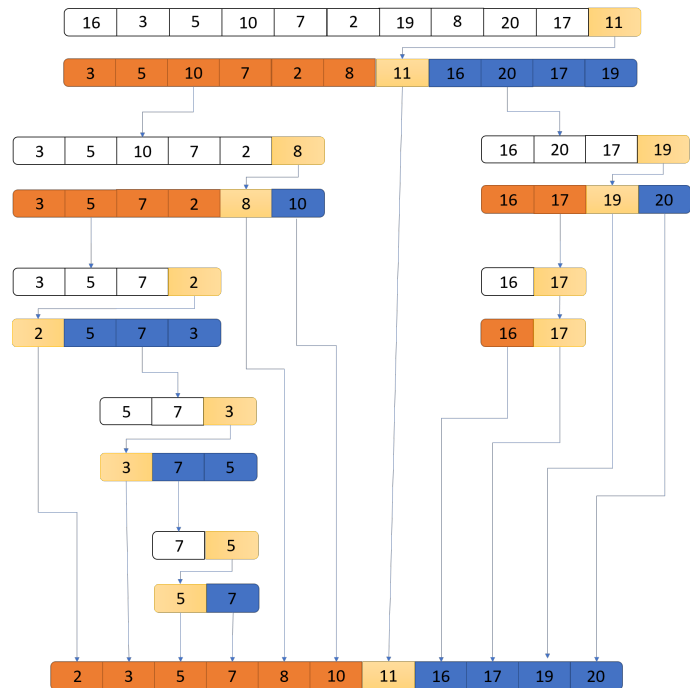 16 3 5 10 7 2 19 8 20 17 11
3 5 10 7 2 8 11 16 20 17 19
3 5 10 7 2 8
16 20 17 19
3 5 7 2 8 10
16 17 19 20
3 5 7 2
16 17
2 5 7 3
16 17
5 7 3
3 7 5
7 5
5 7
2 3 5 7 8 10 11 16 17 19 20